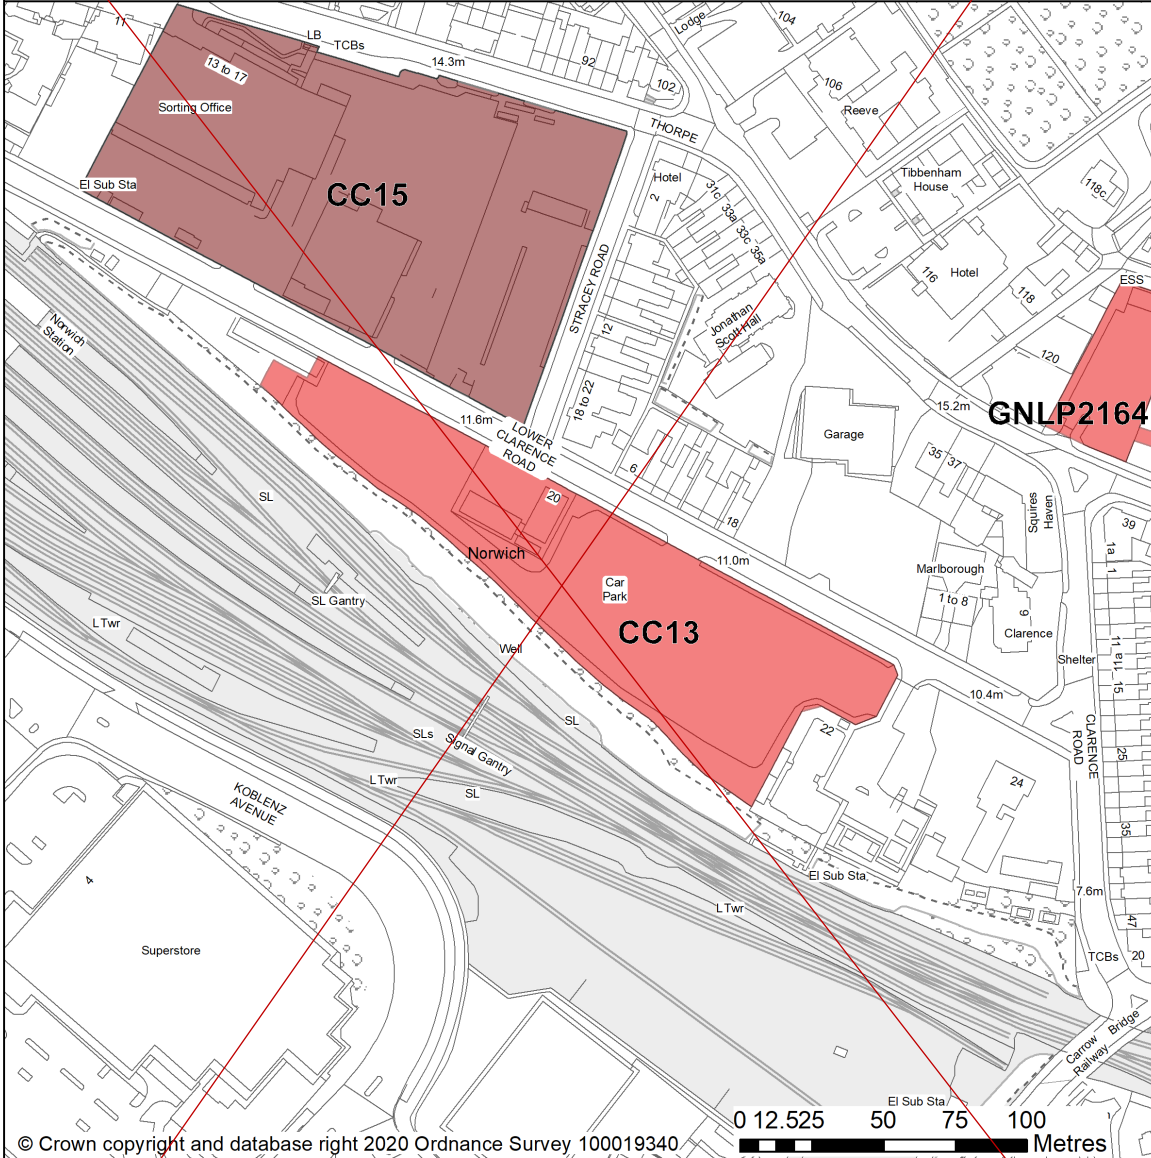 11
LB
TCBs
14.3m
92
102
Lodge
104
106
Reeve
13 to 17
Sorting Office
El Sub Sta
CC15
THORPE
Hotel
2
31c
33a
33c
35a
Tibbenham
House
118c
116
Hotel
118
ESS
120
STRACEY ROAD
12
18 to 22
Jonathan
Scott Hall
Norwich
Station
15.2m
GNLP2164
Garage
11.6m
LOWER
CLARENCE
ROAD
6
18
35
37
Squires
Haven
39
1a
1
SL
20
Norwich
11.0m
Marlborough
1 to 8
9
Clarence
Car
Park
CC13
SL Gantry
L Twr
Well
Shelter
11
11a
15
10.4m
SL
SLs
Signal Gantry
22
CLARENCE
ROAD
25
24
L Twr
SL
KOBLENZ
AVENUE
35
4
El Sub Sta
7.6m
L Twr
47
Superstore
TCBs
20
Carrow
Railway
Bridge
El Sub Sta
0 12.5 25 50 75 100
Metres
© Crown copyright and database right 2020 Ordnance Survey 100019340